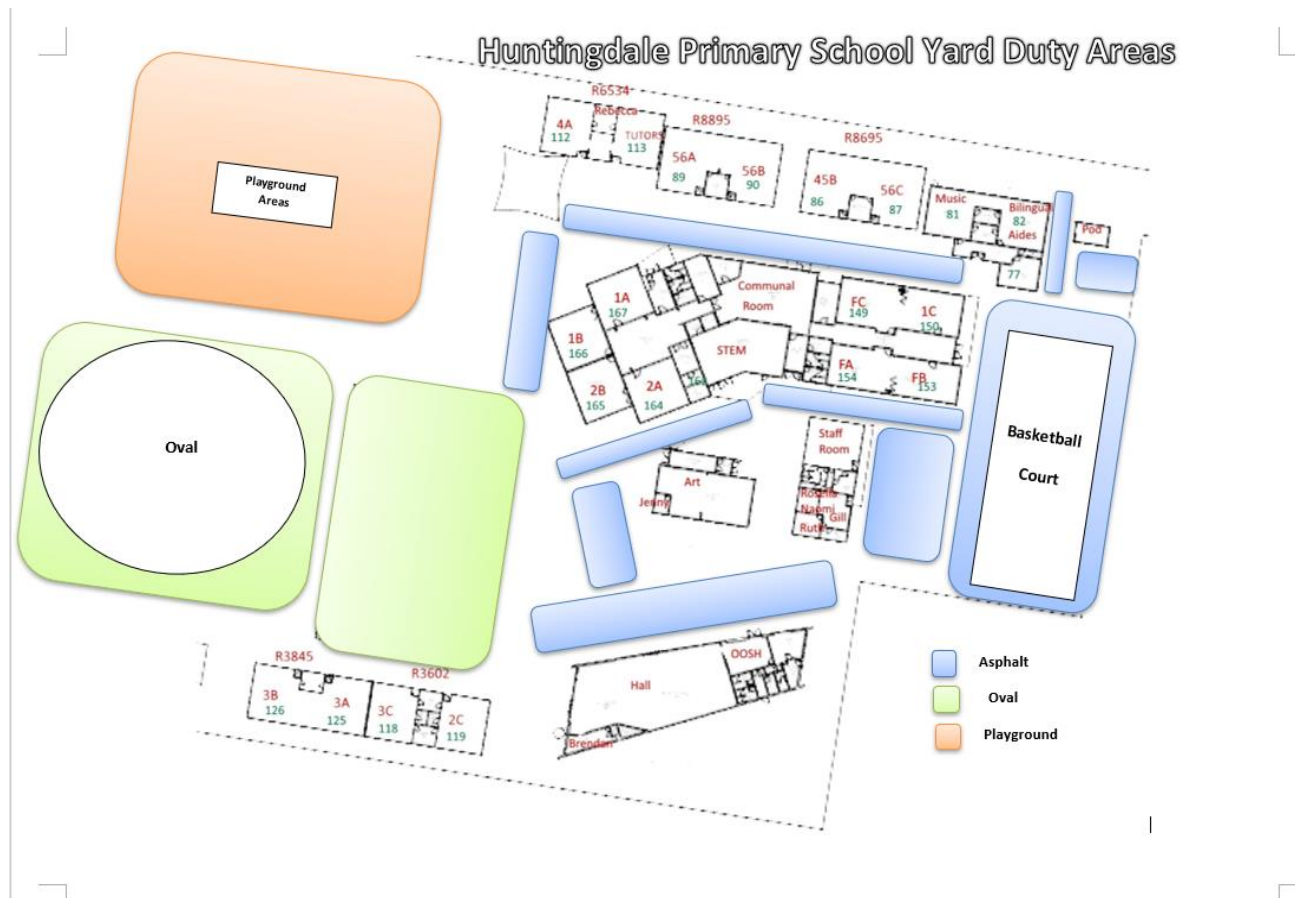 Huntingdale Primary School Yard Duty Areas
R6534
Rebecca
4A
112
TUTORS
113
R8895
56A
89
56B
90
R8695
45B
86
56C
87
Music
81
Bilingual
82
Aides
77
Pod
Playground
Areas
1A
167
1B
166
2B
165
2A
164
Communal
Room
STEM
FC
149
1C
150
FA
154
FB
153
Oval
Staff
Room
Art
Jenny
Naomi
Gill
Ruth
Basketball
Court
R3845
3B
126
3A
125
R3602
3C
118
2C
119
OOSH
Hall
Brendan
Asphalt
Oval
Playground